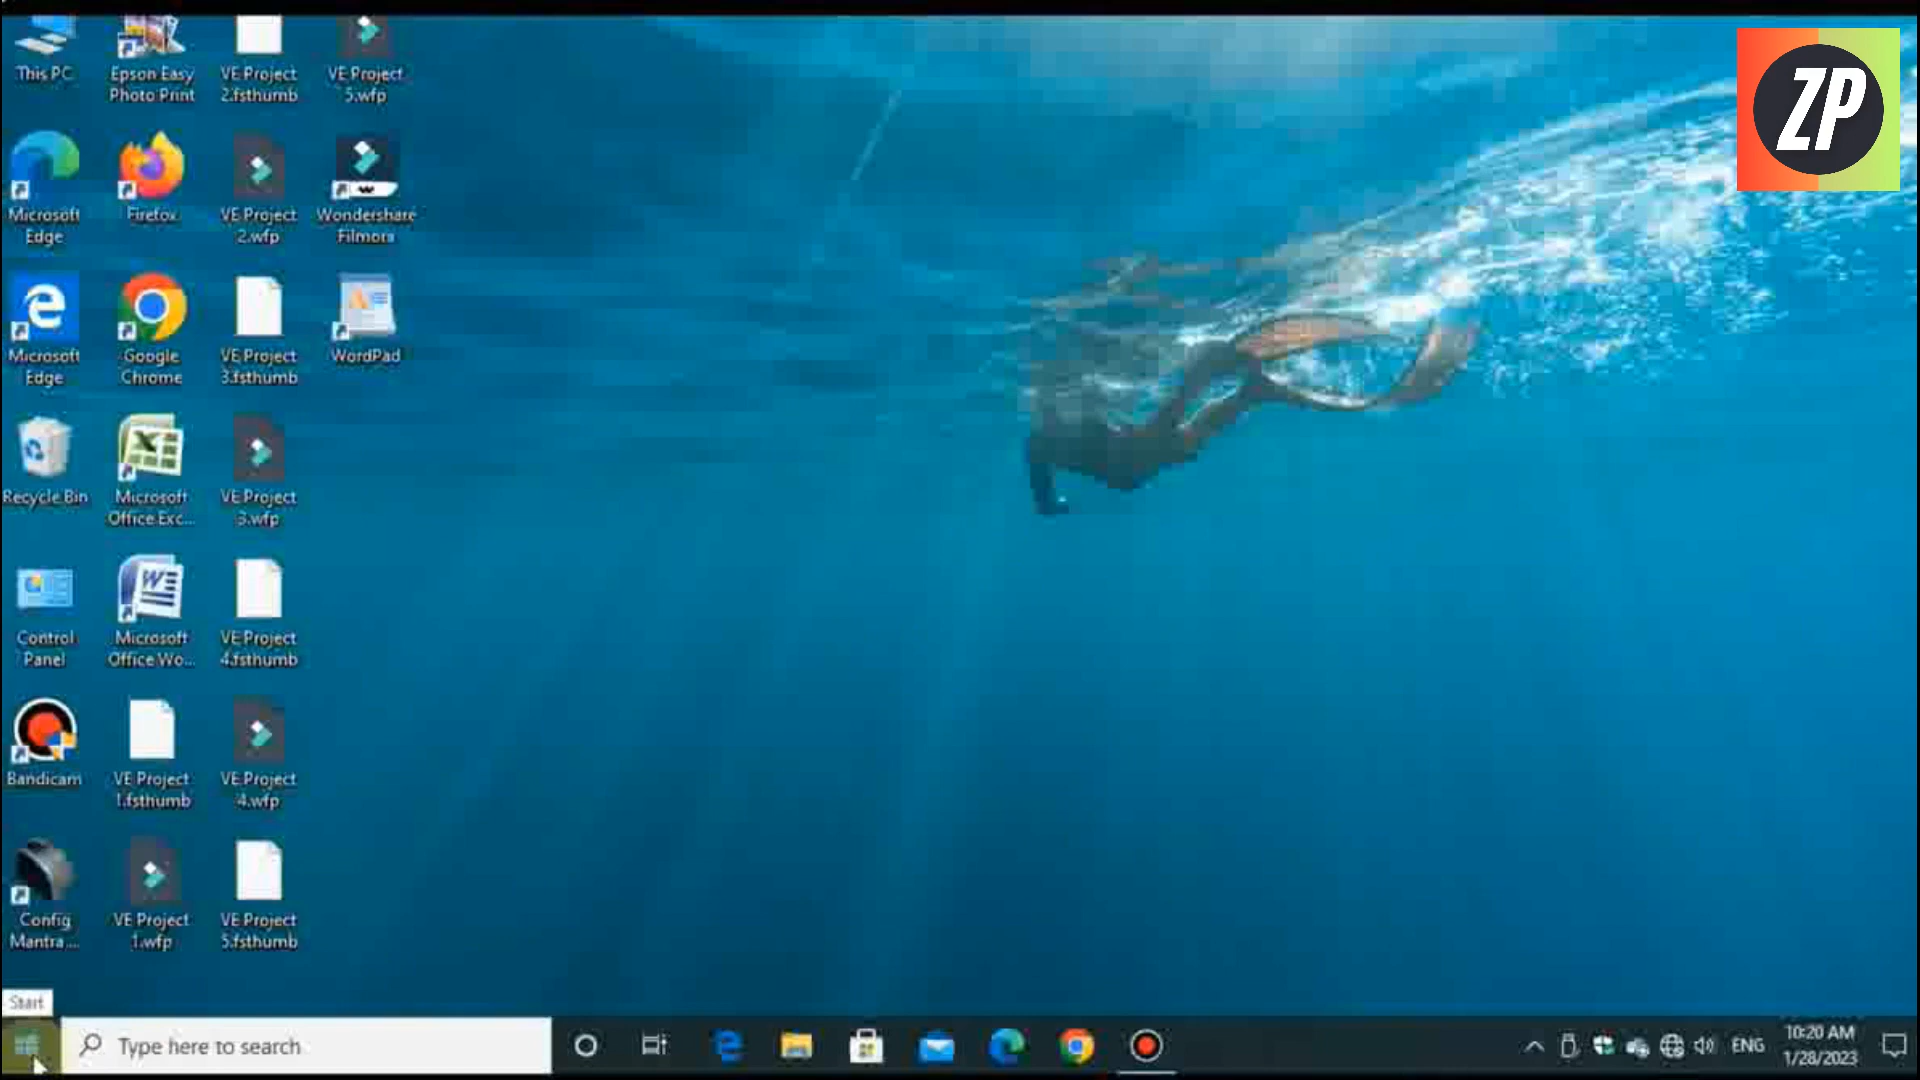 This PC
Epson Easy
Photo Print
VE Project
2.fsthumb
VE Project
5.wfp
ZP
Microsoft
Edge
Firefox
VE Project
2.wfp
Wondershare
Filmora
Microsoft
Edge
Google
Chrome
VE Project
3.fsthumb
WordPad
Recycle Bin
Microsoft
Office Exc...
VE Project
3.wfp
Control
Panel
Microsoft
Office Wo...
VE Project
4.fsthumb
Bandicam
VE Project
1.fsthumb
VE Project
4.wfp
Config
Mantra ...
VE Project
1.wfp
VE Project
5.fsthumb
Start
Type here to search
ENG
10:20 AM
1/28/2023